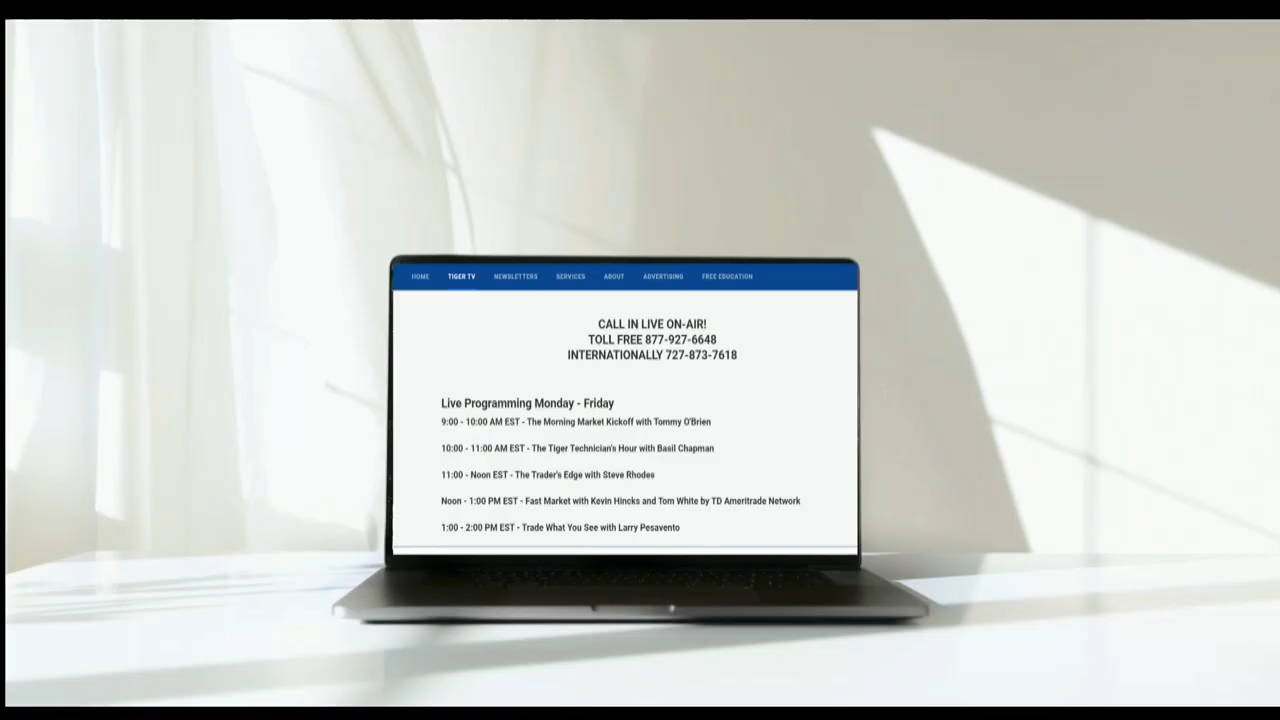 HOME TIGER TV NEWSLETTERS SERVICES ABOUT ADVERTISING FREE EDUCATION
CALL IN LIVE ON-AIR!
TOLL FREE 877-927-6648
INTERNATIONALLY 727-873-7618
Live Programming Monday - Friday
9:00 - 10:00 AM EST - The Morning Market Kickoff with Tommy O'Brien
10:00 - 11:00 AM EST - The Tiger Technician's Hour with Basil Chapman
11:00 - Noon EST - The Trader's Edge with Steve Rhodes
Noon - 1:00 PM EST - Fast Market with Kevin Hincks and Tom White by TD Ameritrade Network
1:00 - 2:00 PM EST - Trade What You See with Larry Pesavento